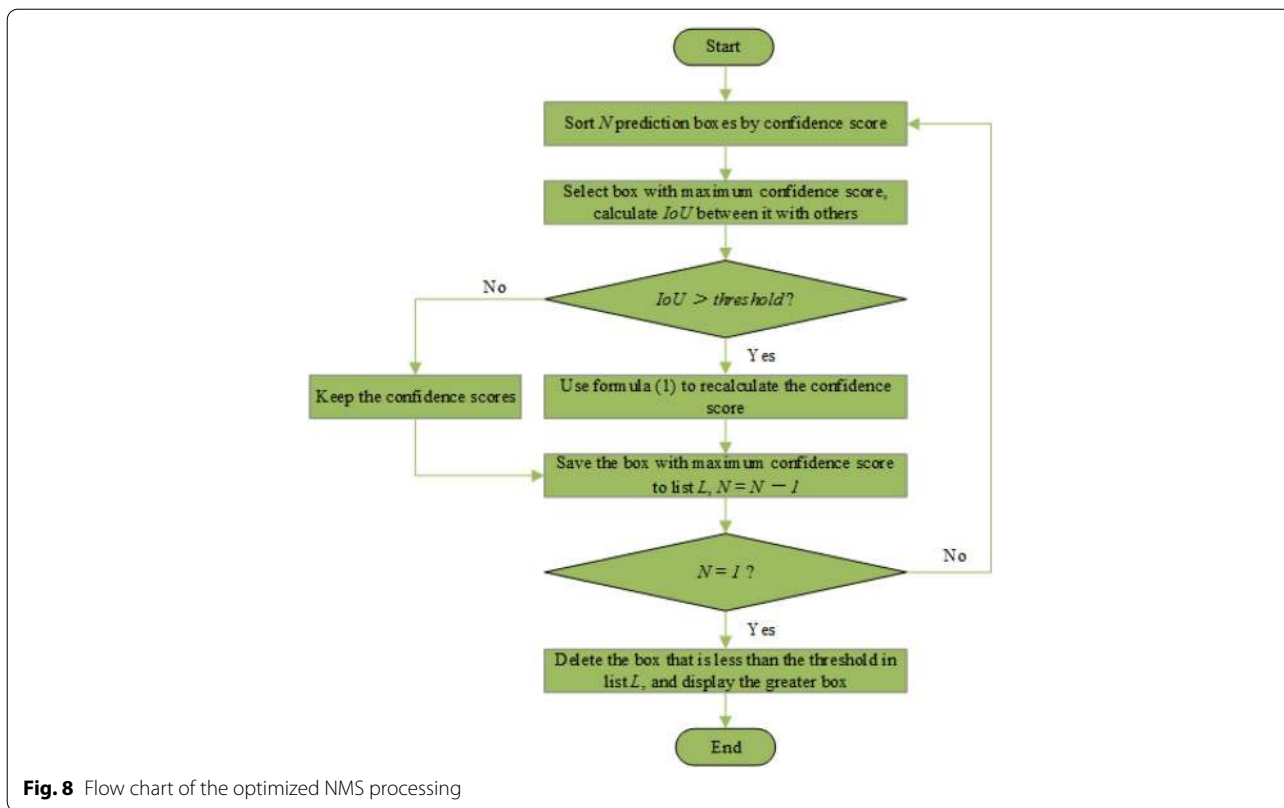 Start
Sort N prediction boxes by confidence score
Select box with maximum confidence score,
calculate IoU between it with others
No
IoU > threshold?
Yes
Keep the confidence scores
Use formula (1) to recalculate the confidence
score
Save the box with maximum confidence score
to list L, N = N − 1
No
N = 1 ?
Yes
Delete the box that is less than the threshold in
list L, and display the greater box
End
Fig. 8 Flow chart of the optimized NMS processing